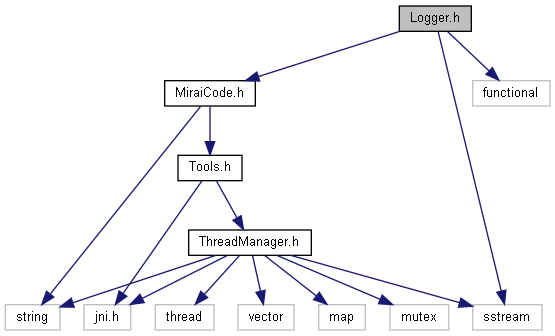 Logger.h
MiraiCode.h
functional
Tools.h
ThreadManager.h
string
jni.h
thread
vector
map
mutex
sstream